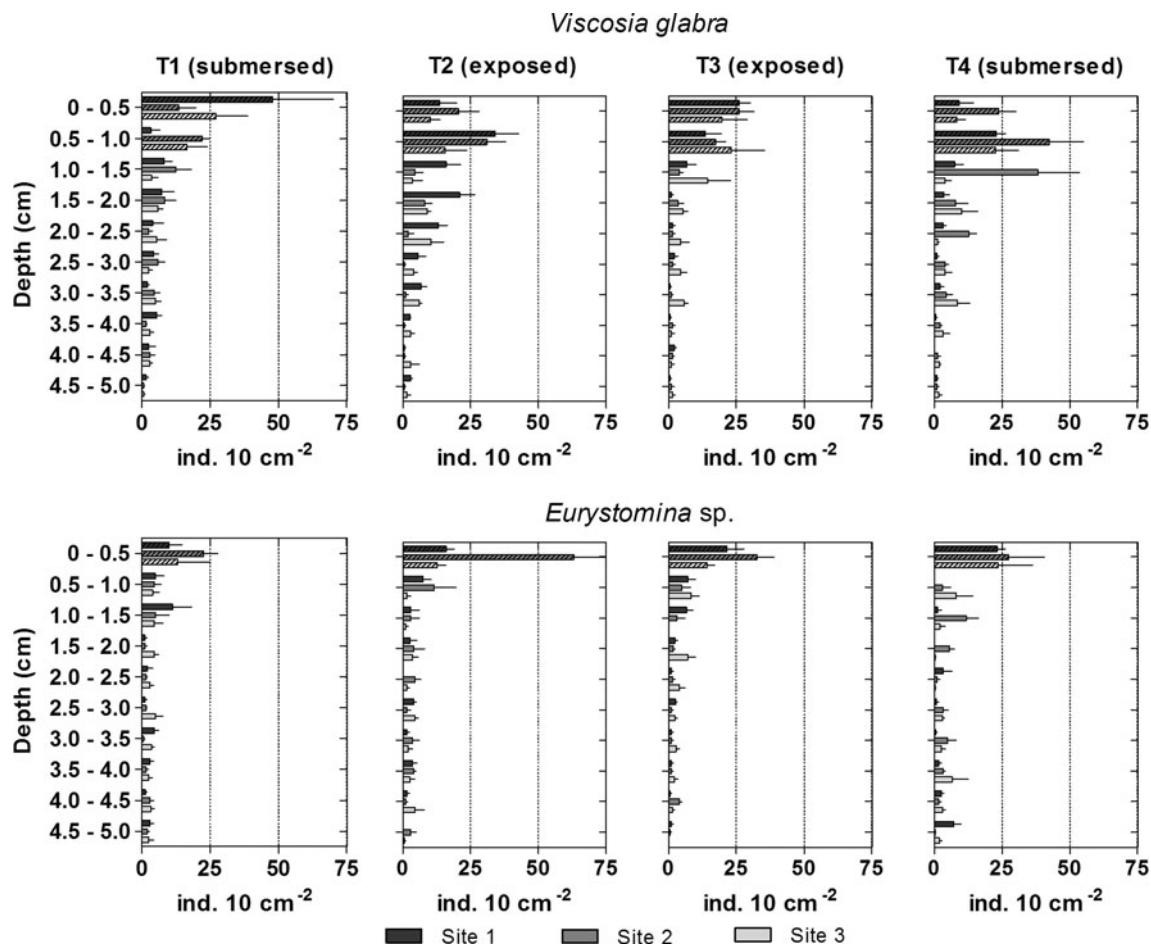 Viscosia glabra
T1 (submersed) T2 (exposed) T3 (exposed) T4 (submersed)
Depth (cm)
0 - 0.5
0.5 - 1.0
1.0 - 1.5
1.5 - 2.0
2.0 - 2.5
2.5 - 3.0
3.0 - 3.5
3.5 - 4.0
4.0 - 4.5
4.5 - 5.0
0 25 50 75 0 25 50 75 0 25 50 75 0 25 50 75
ind. 10 cm⁻² ind. 10 cm⁻² ind. 10 cm⁻² ind. 10 cm⁻²
Eurystomina sp.
Depth (cm)
0 - 0.5
0.5 - 1.0
1.0 - 1.5
1.5 - 2.0
2.0 - 2.5
2.5 - 3.0
3.0 - 3.5
3.5 - 4.0
4.0 - 4.5
4.5 - 5.0
0 25 50 75 0 25 50 75 0 25 50 75 0 25 50 75
ind. 10 cm⁻² ind. 10 cm⁻² ind. 10 cm⁻² ind. 10 cm⁻²
Site 1 Site 2 Site 3